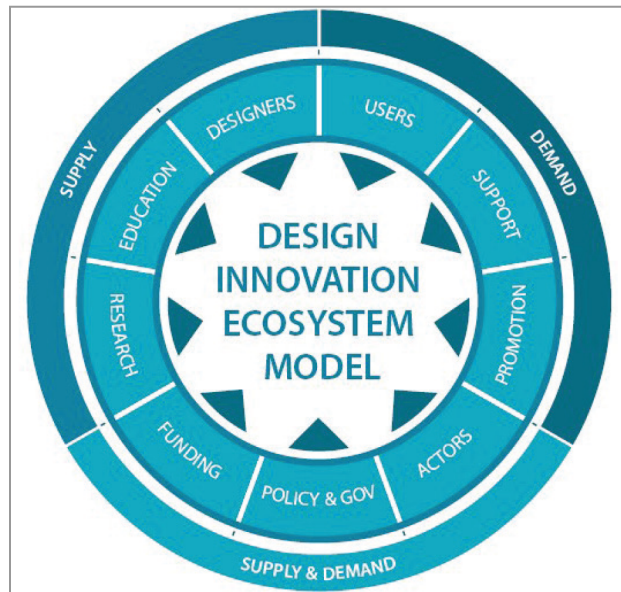 DESIGN
INNOVATION
ECOSYSTEM
MODEL
DESIGNERS
USERS
SUPPORT
PROMOTION
ACTORS
POLICY & GOV
FUNDING
RESEARCH
EDUCATION
SUPPLY
DEMAND
SUPPLY & DEMAND